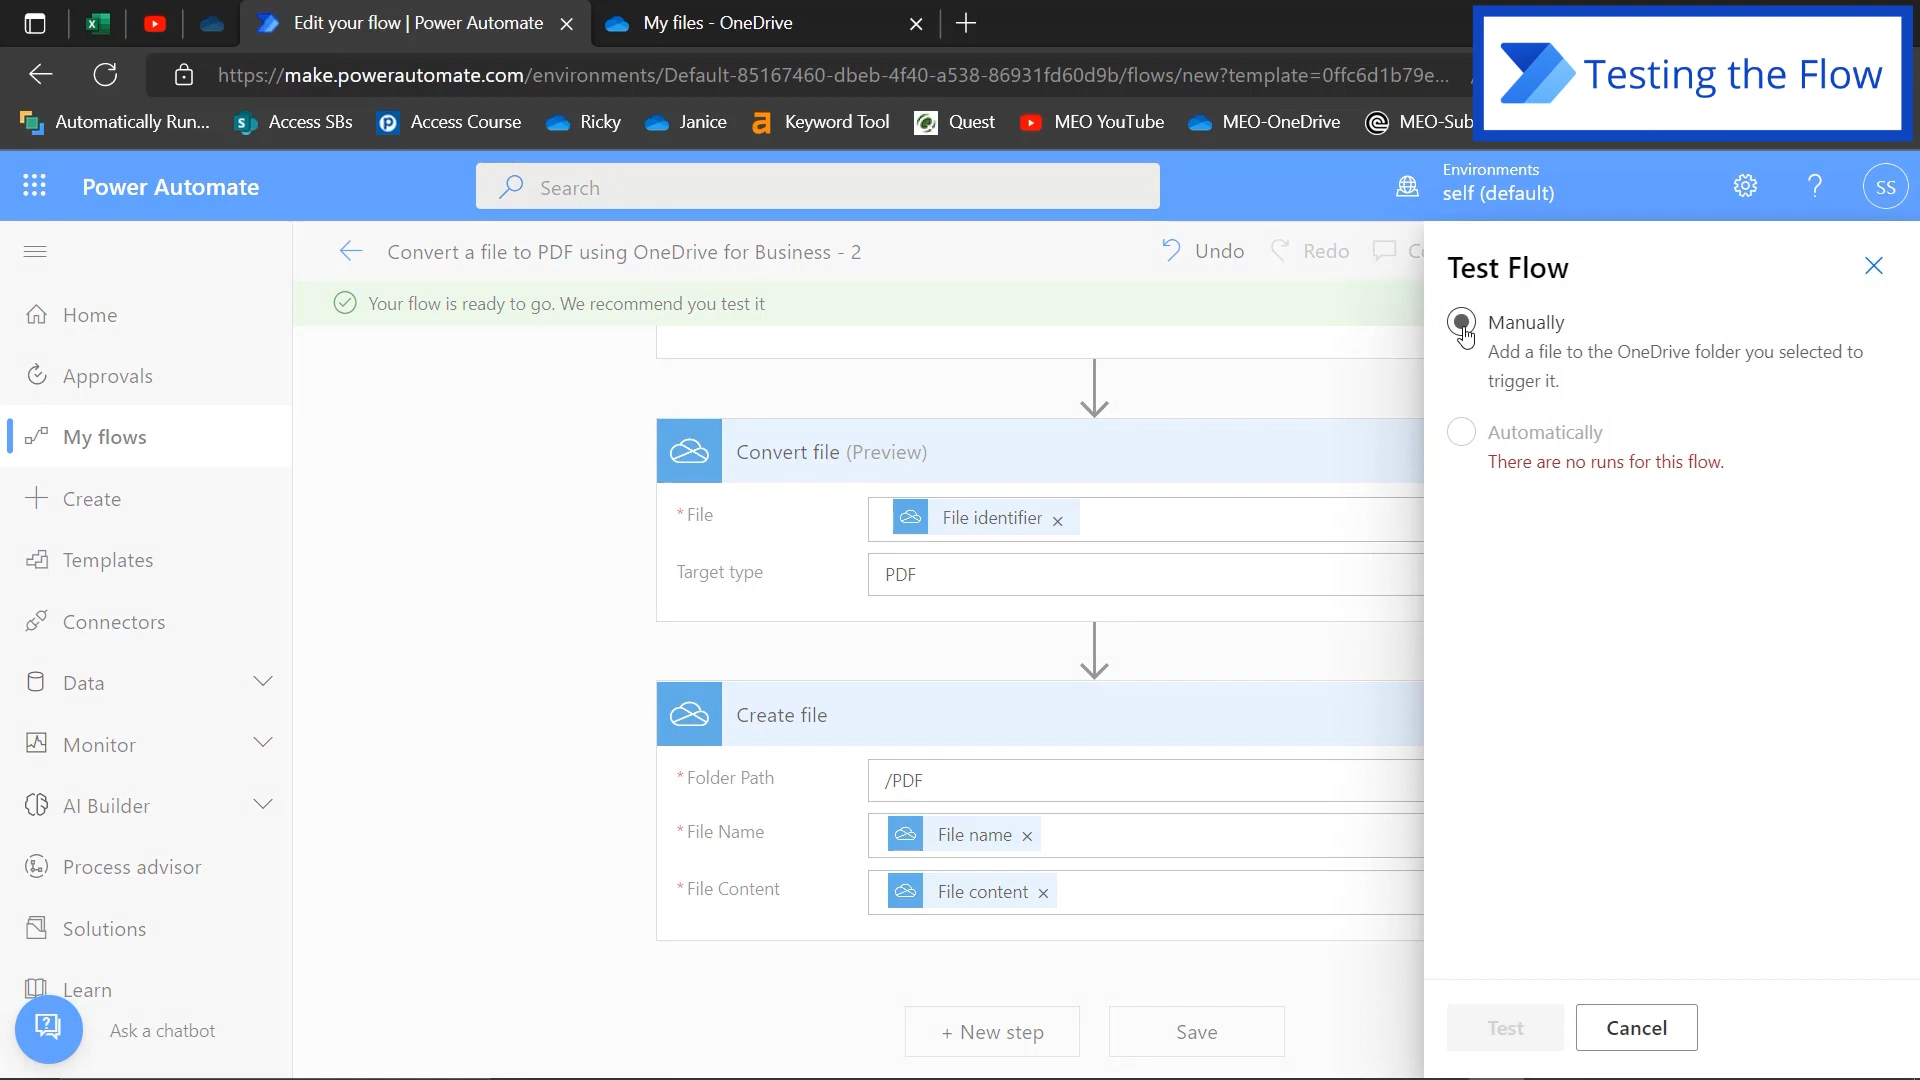 Edit your flow | Power Automate
My files - OneDrive
https://make.powerautomate.com/environments/Default-85167460-dbeb-4f40-a538-86931fd60d9b/flows/new?template=0ffc6d1b79e...
Testing the Flow
Automatically Run...
Access SBs
Access Course
Ricky
Janice
Keyword Tool
Quest
MEO YouTube
MEO-OneDrive
MEO-Sub
Power Automate
Search
Environments
self (default)
?
SS
Convert a file to PDF using OneDrive for Business - 2
Undo
Redo
Your flow is ready to go. We recommend you test it
Home
Approvals
My flows
Create
Templates
Connectors
Data
Monitor
AI Builder
Process advisor
Solutions
Learn
Ask a chatbot
Convert file (Preview)
* File
File identifier ×
Target type
PDF
Create file
* Folder Path
/PDF
* File Name
File name ×
* File Content
File content ×
+ New step
Save
Test Flow
Manually
Add a file to the OneDrive folder you selected to
trigger it.
Automatically
There are no runs for this flow.
Test
Cancel